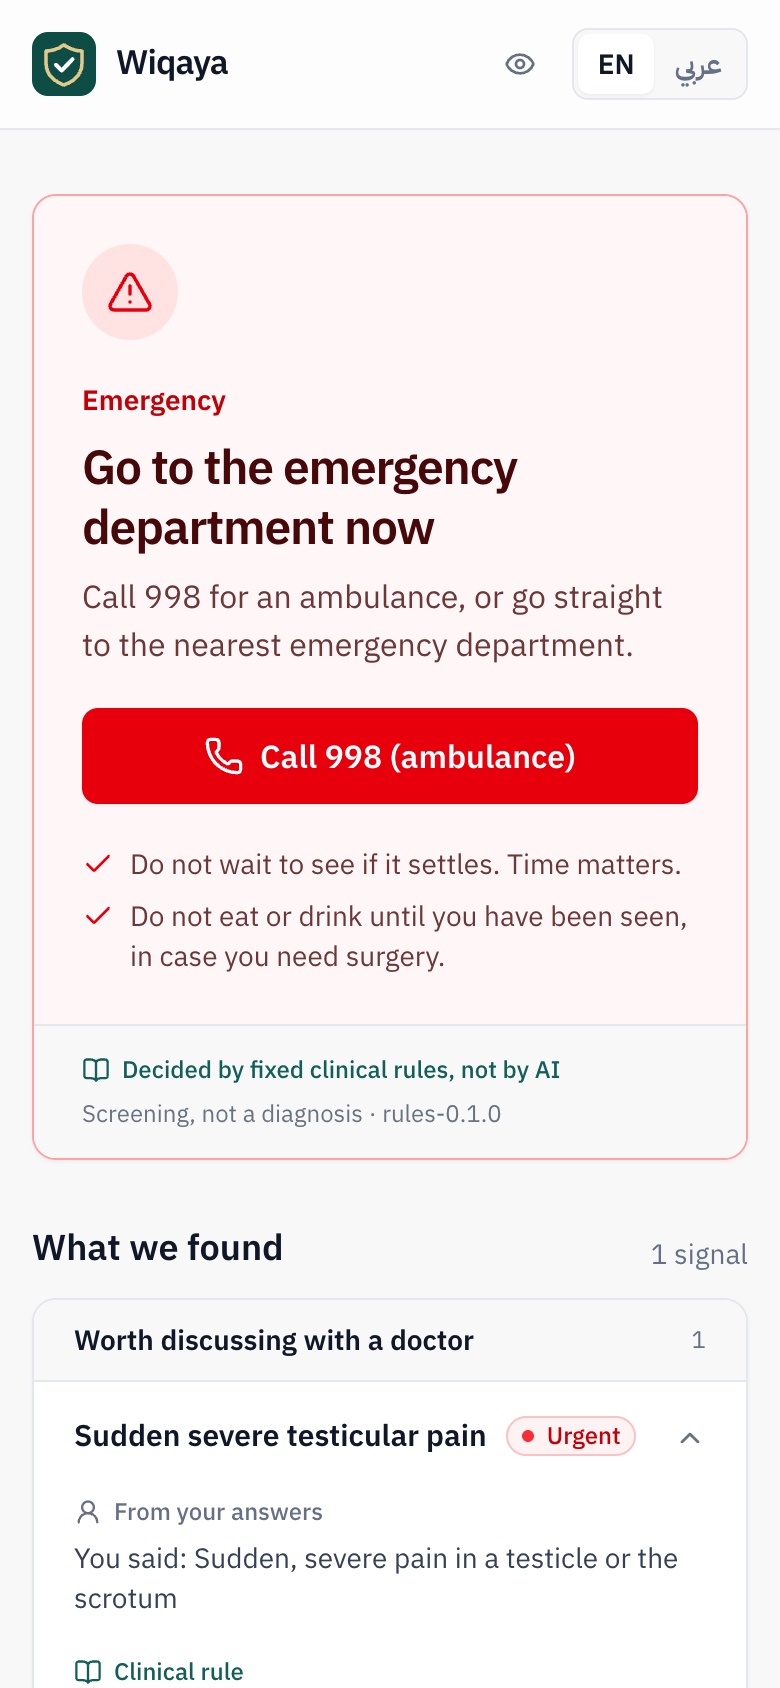 Wiqaya
EN
عربي
Emergency
Go to the emergency
department now
Call 998 for an ambulance, or go straight
to the nearest emergency department.
Call 998 (ambulance)
Do not wait to see if it settles. Time matters.
Do not eat or drink until you have been seen,
in case you need surgery.
Decided by fixed clinical rules, not by AI
Screening, not a diagnosis · rules-0.1.0
What we found
1 signal
Worth discussing with a doctor
1
Sudden severe testicular pain
Urgent
From your answers
You said: Sudden, severe pain in a testicle or the
scrotum
Clinical rule